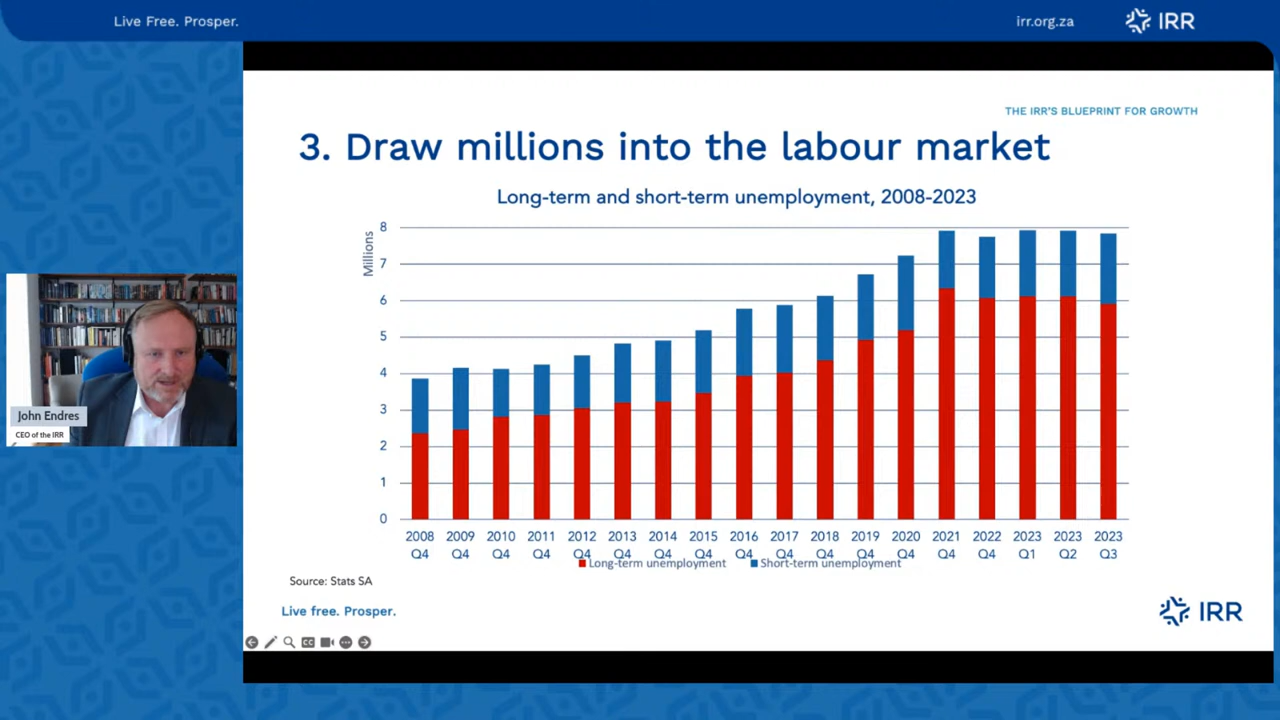 Live Free. Prosper.
irr.org.za
IRR
THE IRR'S BLUEPRINT FOR GROWTH
3. Draw millions into the labour market
Long-term and short-term unemployment, 2008-2023
Millions
8
7
6
5
4
3
2
1
0
2008 2009 2010 2011 2012 2013 2014 2015 2016 2017 2018 2019 2020 2021 2022 2023 2023 2023
Q4 Q4 Q4 Q4 Q4 Q4 Q4 Q4 Q4 Q4 Q4 Q4 Q4 Q4 Q4 Q1 Q2 Q3
Long-term unemployment Short-term unemployment
Source: Stats SA
Live free. Prosper.
IRR
CC
John Endres
CEO of the IRR